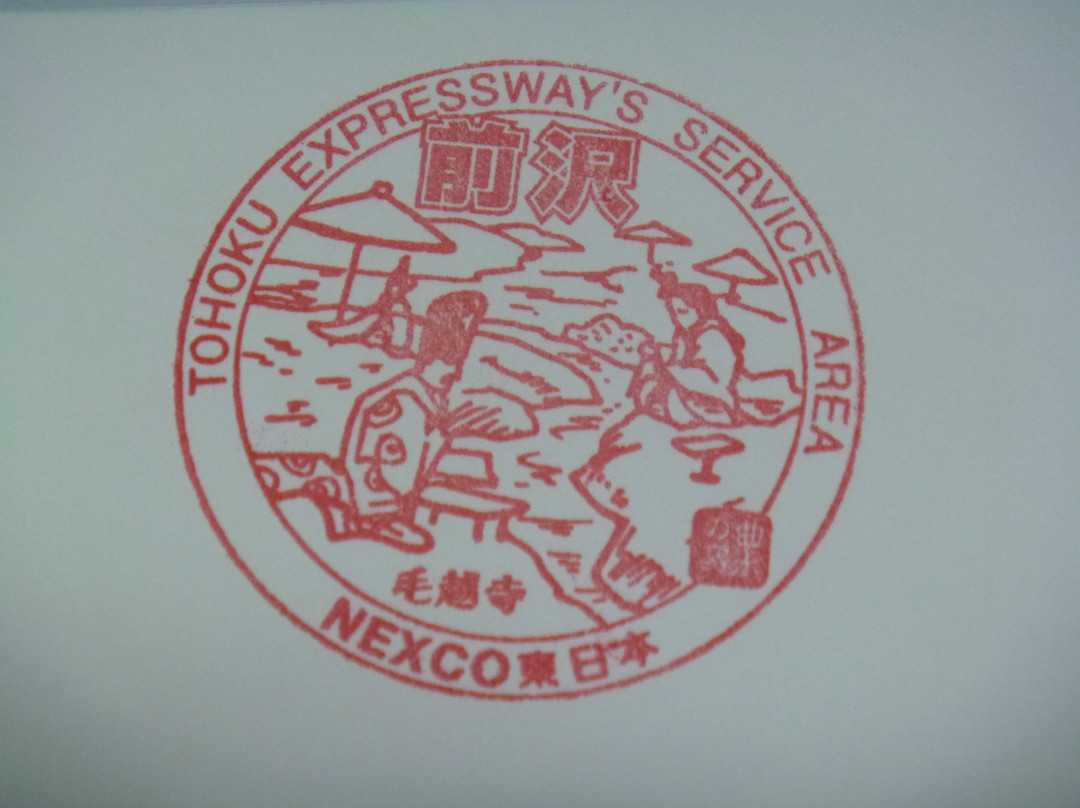 TOHOKU EXPRESSWAY'S SERVICE AREA
前沢
毛越寺
NEXCO東日本